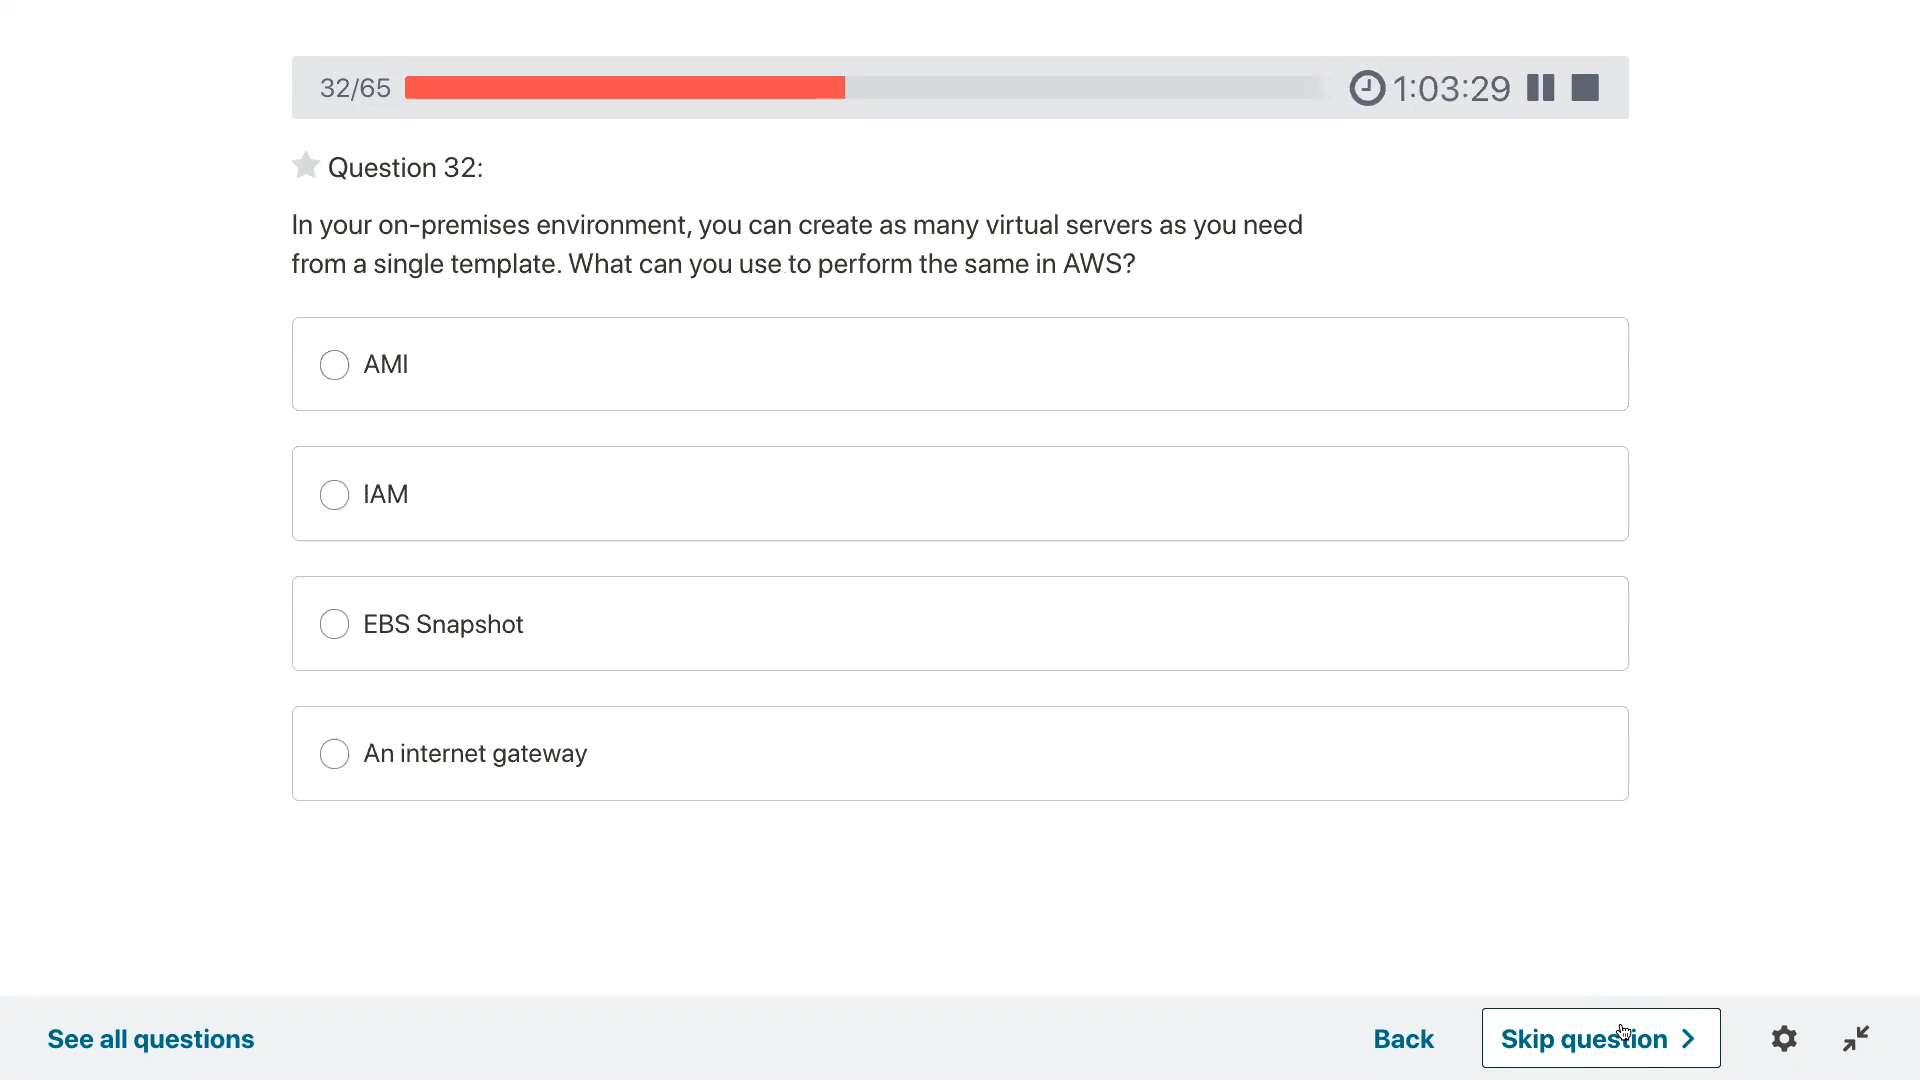 32/65
1:03:29
Question 32:
In your on-premises environment, you can create as many virtual servers as you need
from a single template. What can you use to perform the same in AWS?
AMI
IAM
EBS Snapshot
An internet gateway
See all questions
Back
Skip question